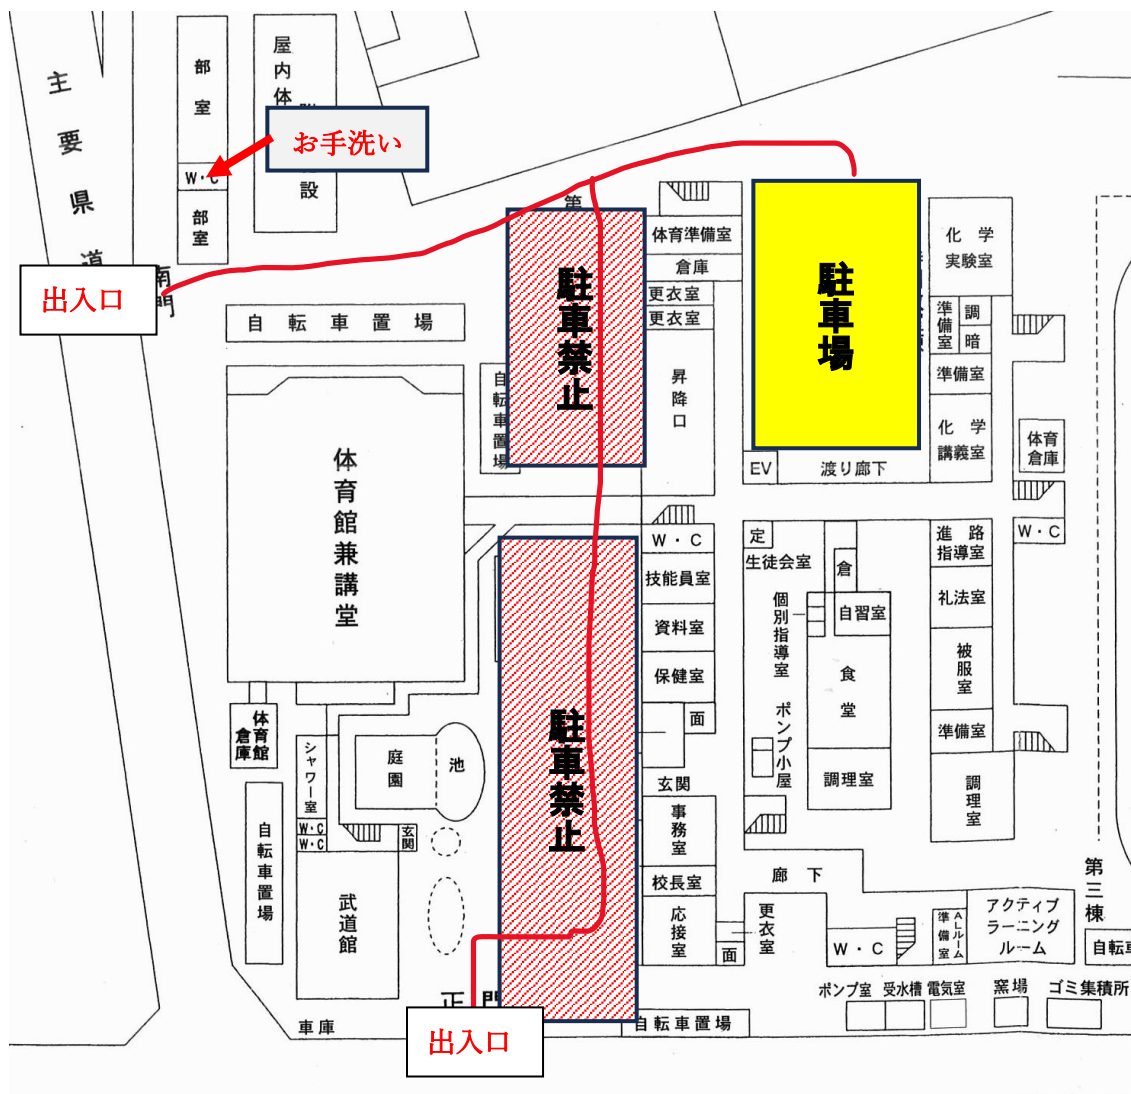 主要県道
部室
W・C
部室
屋内体
設
お手洗い
南門
出入口
第
駐車禁止
体育準備室
倉庫
更衣室
更衣室
昇降口
駐車場
化学
実験室
準備室
調
暗
準備室
化学
講義室
体育
倉庫
自転車置場
自転車置場
体育館兼講堂
EV
渡り廊下
W・C
技能員室
資料室
保健室
面
玄関
事務室
校長室
応接室
面
定
生徒会室
倉
個別指導室
自習室
食堂
ポンプ小屋
調理室
進路
指導室
礼法室
被服室
準備室
調理室
W・C
駐車禁止
体育館
倉庫
シャワー室
W・C
W・C
庭園
池
玄関
自転車置場
武道館
廊下
更衣室
W・C
準備室
ALルーム
アクティブ
ラーニング
ルーム
第三棟
自転車
正門
出入口
車庫
自転車置場
ポンプ室
受水槽
電気室
窯場
ゴミ集積所